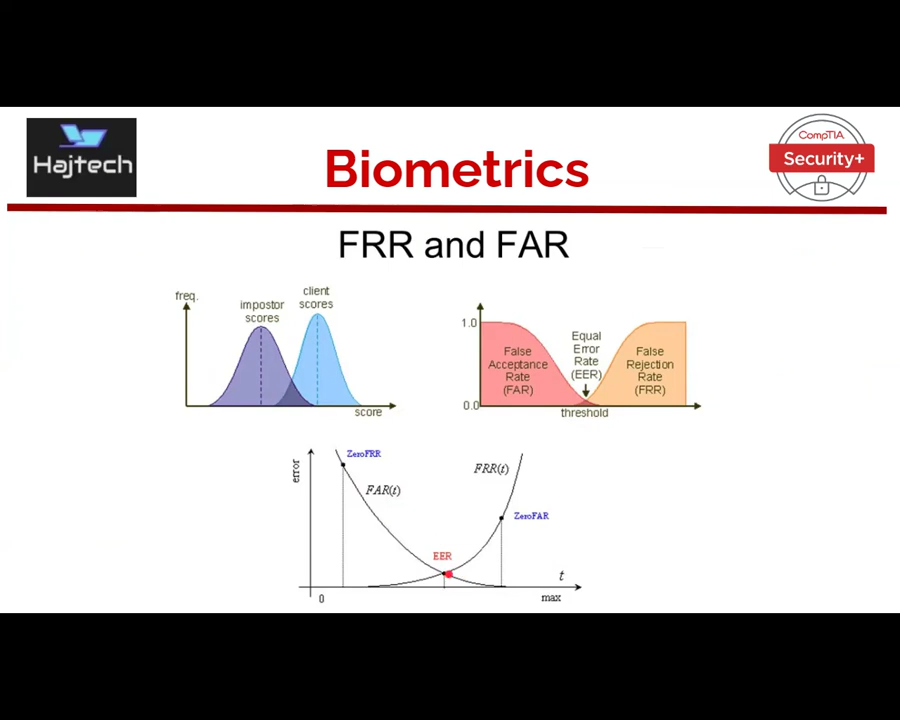 Hajtech
CompTIA
Security+
Biometrics
FRR and FAR
freq.
impostor
scores
client
scores
score
1.0
0.0
False
Acceptance
Rate
(FAR)
Equal
Error
Rate
(EER)
False
Rejection
Rate
(FRR)
threshold
error
ZeroFRR
FAR(t)
FRR(t)
ZeroFAR
EER
t
0
max